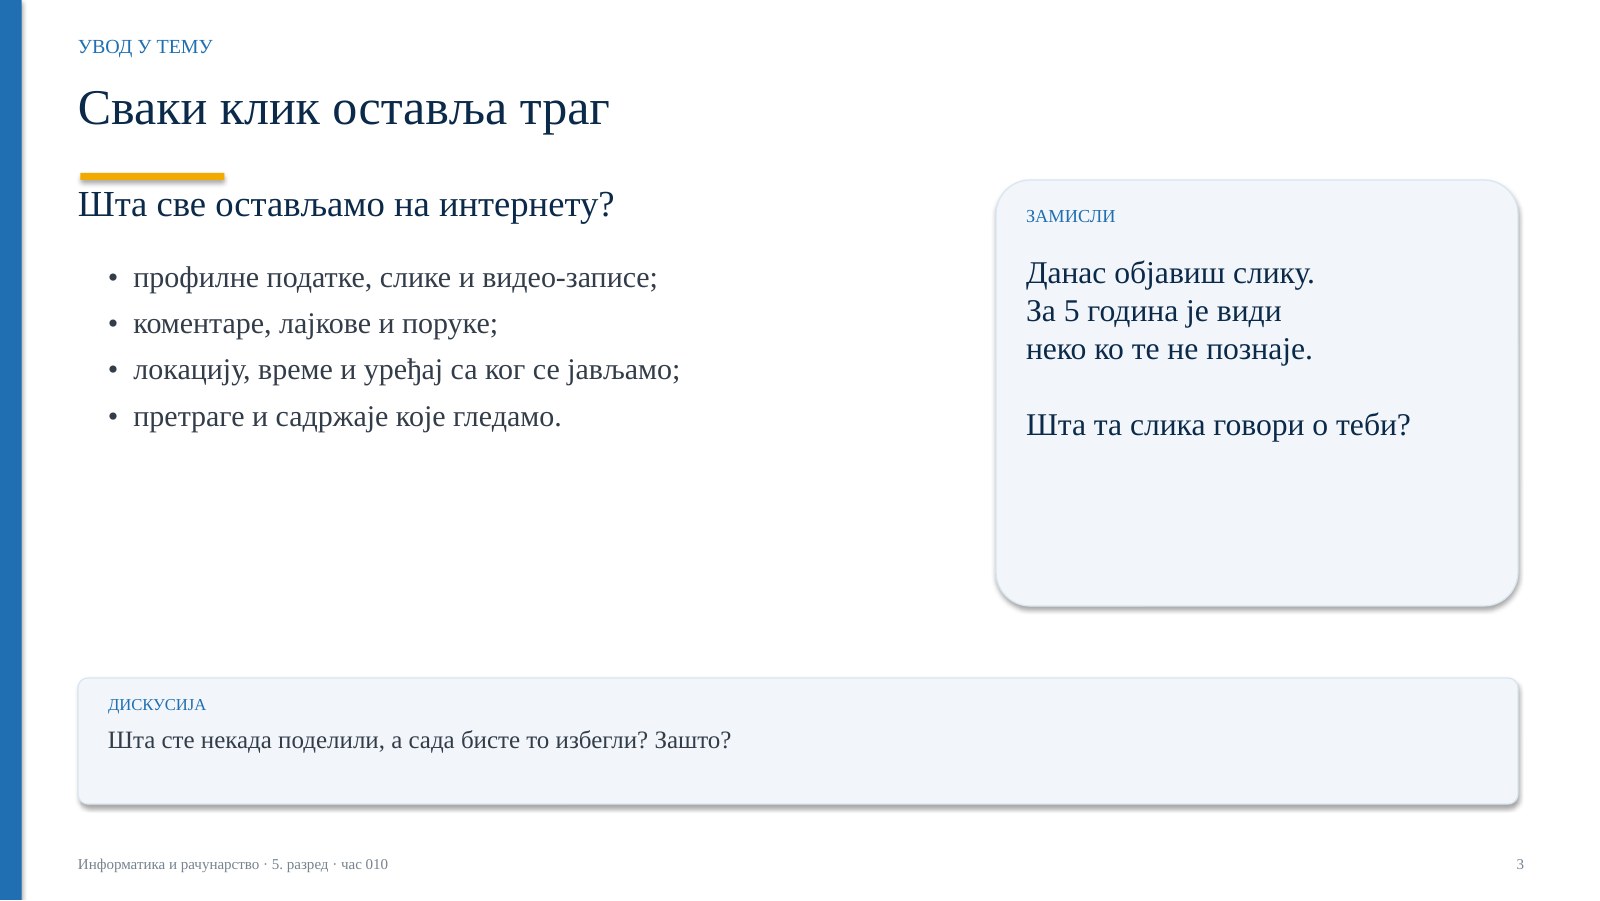 УВОД У ТЕМУ
Сваки клик оставља траг
Шта све остављамо на интернету?
• профилне податке, слике и видео-записе;
• коментаре, лајкове и поруке;
• локацију, време и уређај са ког се јављамо;
• претраге и садржаје које гледамо.
ЗАМИСЛИ
Данас објавиш слику.
За 5 година је види
неко ко те не познаје.
Шта та слика говори о теби?
ДИСКУСИЈА
Шта сте некада поделили, а сада бисте то избегли? Зашто?
Информатика и рачунарство · 5. разред · час 010
3